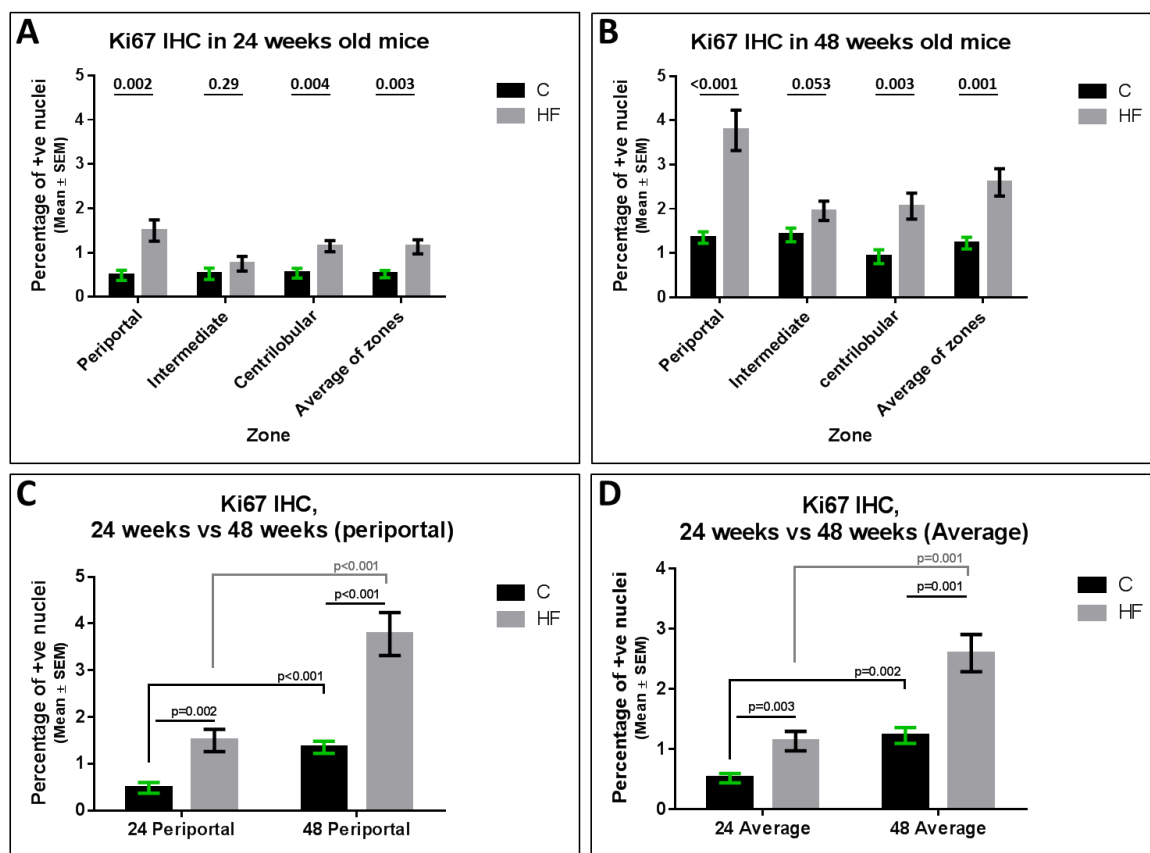 A
Ki67 IHC in 24 weeks old mice
Percentage of +ve nuclei
(Mean ± SEM)
5
4
3
2
1
0
0.002
0.29
0.004
0.003
C
HF
Periportal
Intermediate
Centrilobular
Average of zones
Zone
B
Ki67 IHC in 48 weeks old mice
Percentage of +ve nuclei
(Mean ± SEM)
5
4
3
2
1
0
<0.001
0.053
0.003
0.001
C
HF
Periportal
Intermediate
centrilobular
Average of zones
Zone
C
Ki67 IHC,
24 weeks vs 48 weeks (periportal)
Percentage of +ve nuclei
(Mean ± SEM)
5
4
3
2
1
0
p<0.001
p<0.001
p<0.001
p=0.002
C
HF
24 Periportal
48 Periportal
D
Ki67 IHC,
24 weeks vs 48 weeks (Average)
Percentage of +ve nuclei
(Mean ± SEM)
4
3
2
1
0
p=0.001
p=0.001
p=0.002
p=0.003
C
HF
24 Average
48 Average